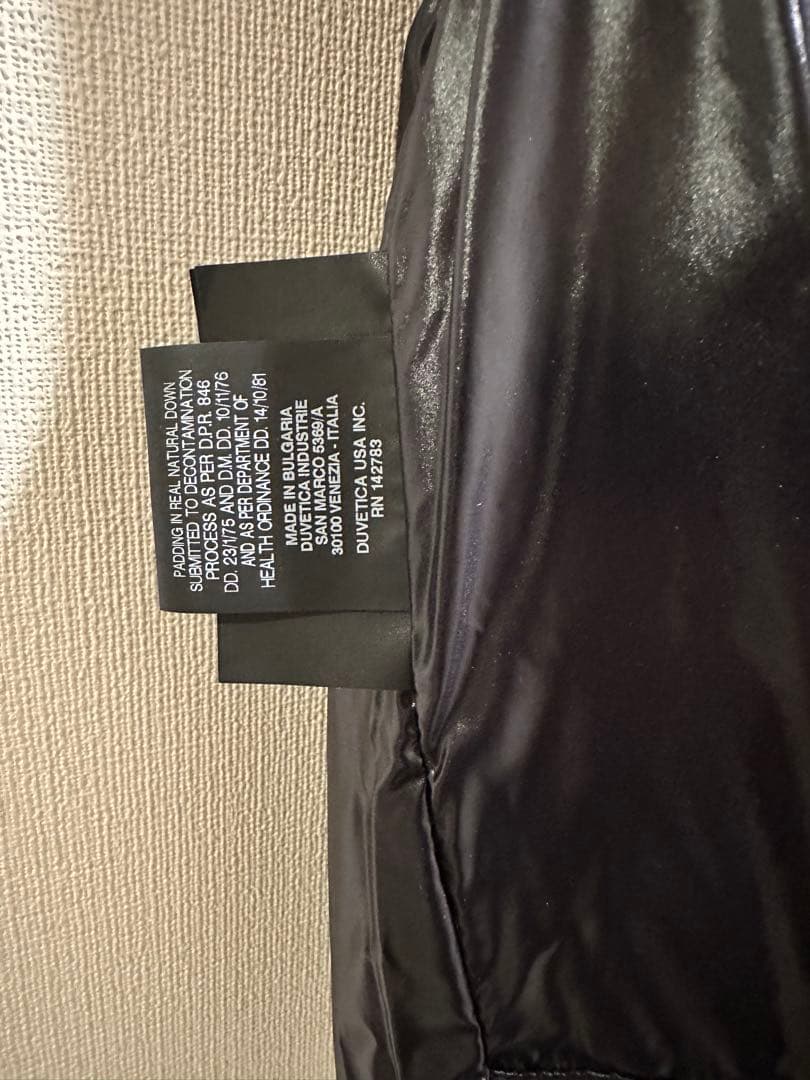 PADDING IN REAL NATURAL DOWN
SUBMITTED TO DECONTAMINATION
PROCESS AS PER D.P.R. 846
DD. 23/1/75 AND D.M. DD. 10/11/76
AND AS PER DEPARTMENT OF
HEALTH ORDINANCE DD. 14/10/81
MADE IN BULGARIA
DUVETICA INDUSTRIE
SAN MARCO 5369/A
30100 VENEZIA - ITALIA
DUVETICA USA INC.
RN 142783